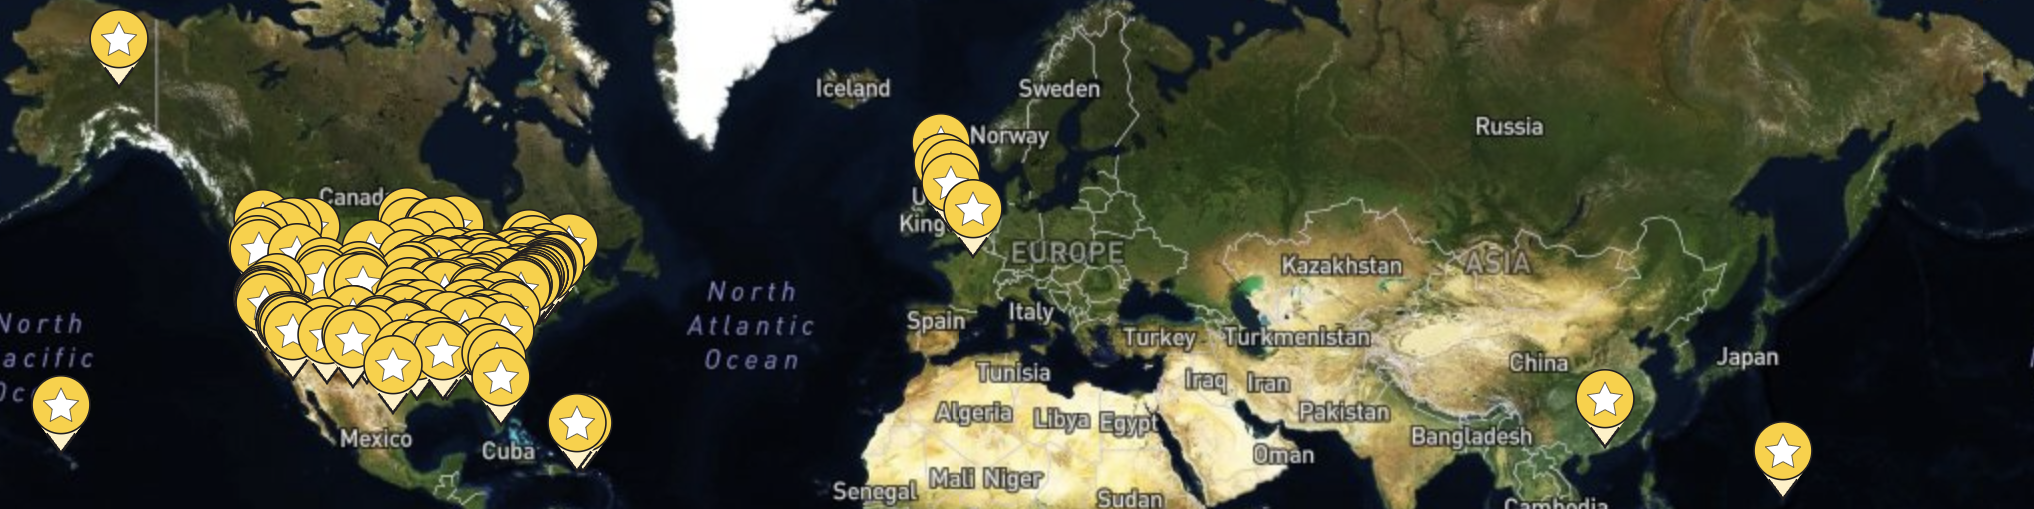 Iceland
Sweden
Norway
Russia
Canad
U
King
EUROPE
Kazakhstan
ASIA
North
Atlantic
Ocean
North
acific
Oc
Spain
Italy
Turkey
Turkmenistan
China
Japan
Tunisia
Iraq
Iran
Algeria
Libya
Egypt
Pakistan
Mexico
Cuba
Bangladesh
Oman
Senegal
Mali
Niger
Sudan
Cambodia